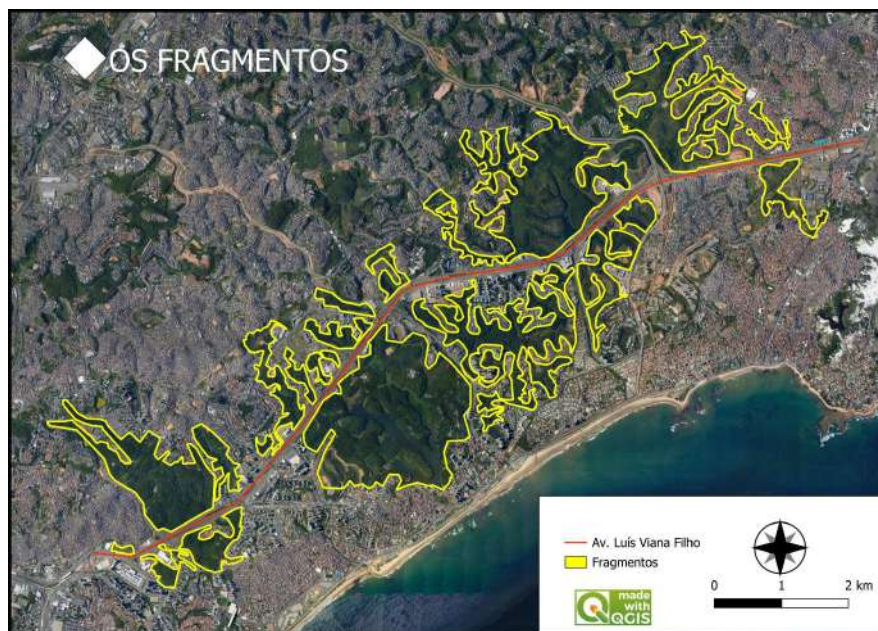 OS FRAGMENTOS
Av. Luís Viana Filho
Fragmentos
0 1 2 km
made
with
QGIS